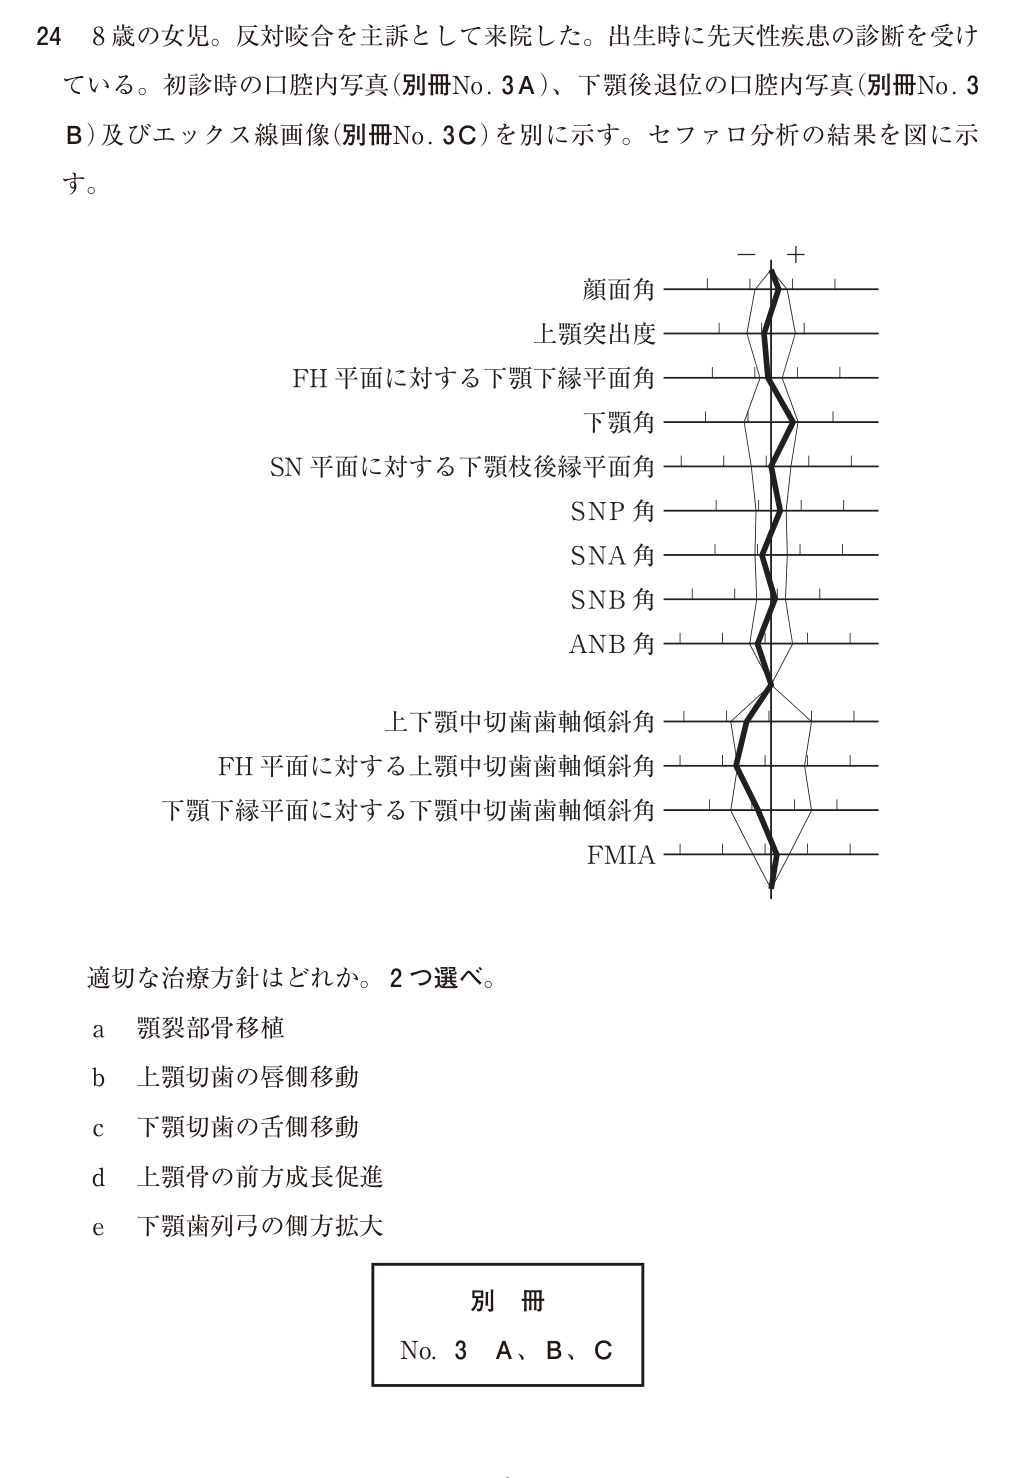 24 8歳の女児。反対咬合を主訴として来院した。出生時に先天性疾患の診断を受け
ている。初診時の口腔内写真(別冊No. 3A)、下顎後退位の口腔内写真(別冊No. 3
B)及びエックス線画像(別冊No. 3C)を別に示す。セファロ分析の結果を図に示
す。
− +
顔面角
上顎突出度
FH 平面に対する下顎下縁平面角
下顎角
SN 平面に対する下顎枝後縁平面角
SNP 角
SNA 角
SNB 角
ANB 角
上下顎中切歯歯軸傾斜角
FH 平面に対する上顎中切歯歯軸傾斜角
下顎下縁平面に対する下顎中切歯歯軸傾斜角
FMIA
適切な治療方針はどれか。2つ選べ。
a 顎裂部骨移植
b 上顎切歯の唇側移動
c 下顎切歯の舌側移動
d 上顎骨の前方成長促進
e 下顎歯列弓の側方拡大
別 冊
No. 3 A、B、C